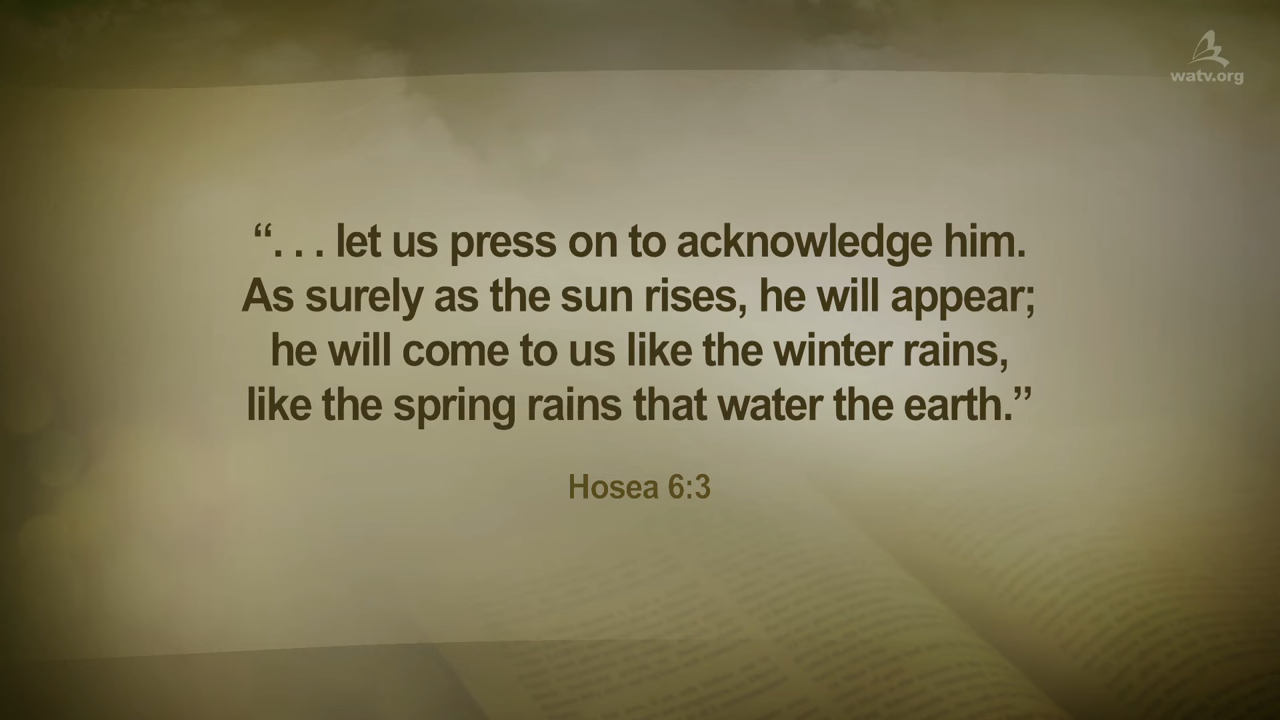 watv.org
“. . . let us press on to acknowledge him.
As surely as the sun rises, he will appear;
he will come to us like the winter rains,
like the spring rains that water the earth.”
Hosea 6:3